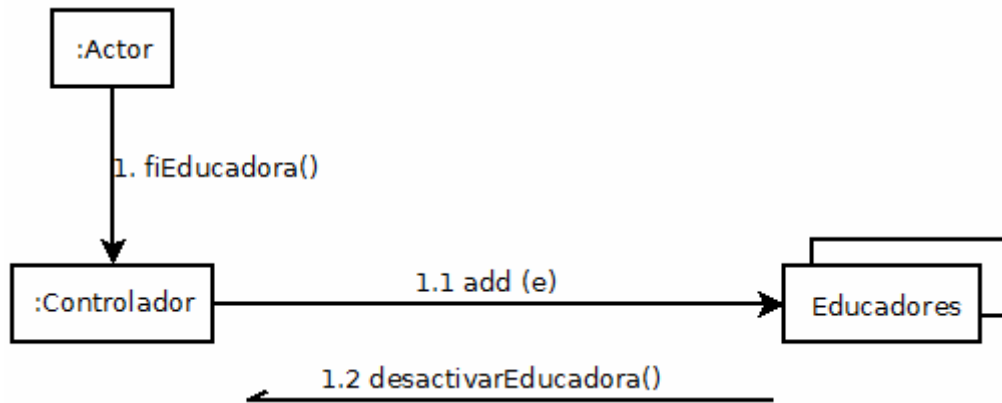 :Actor
1. fiEducadora()
1.1 add (e)
:Controlador
Educadores
1.2 desactivarEducadora()